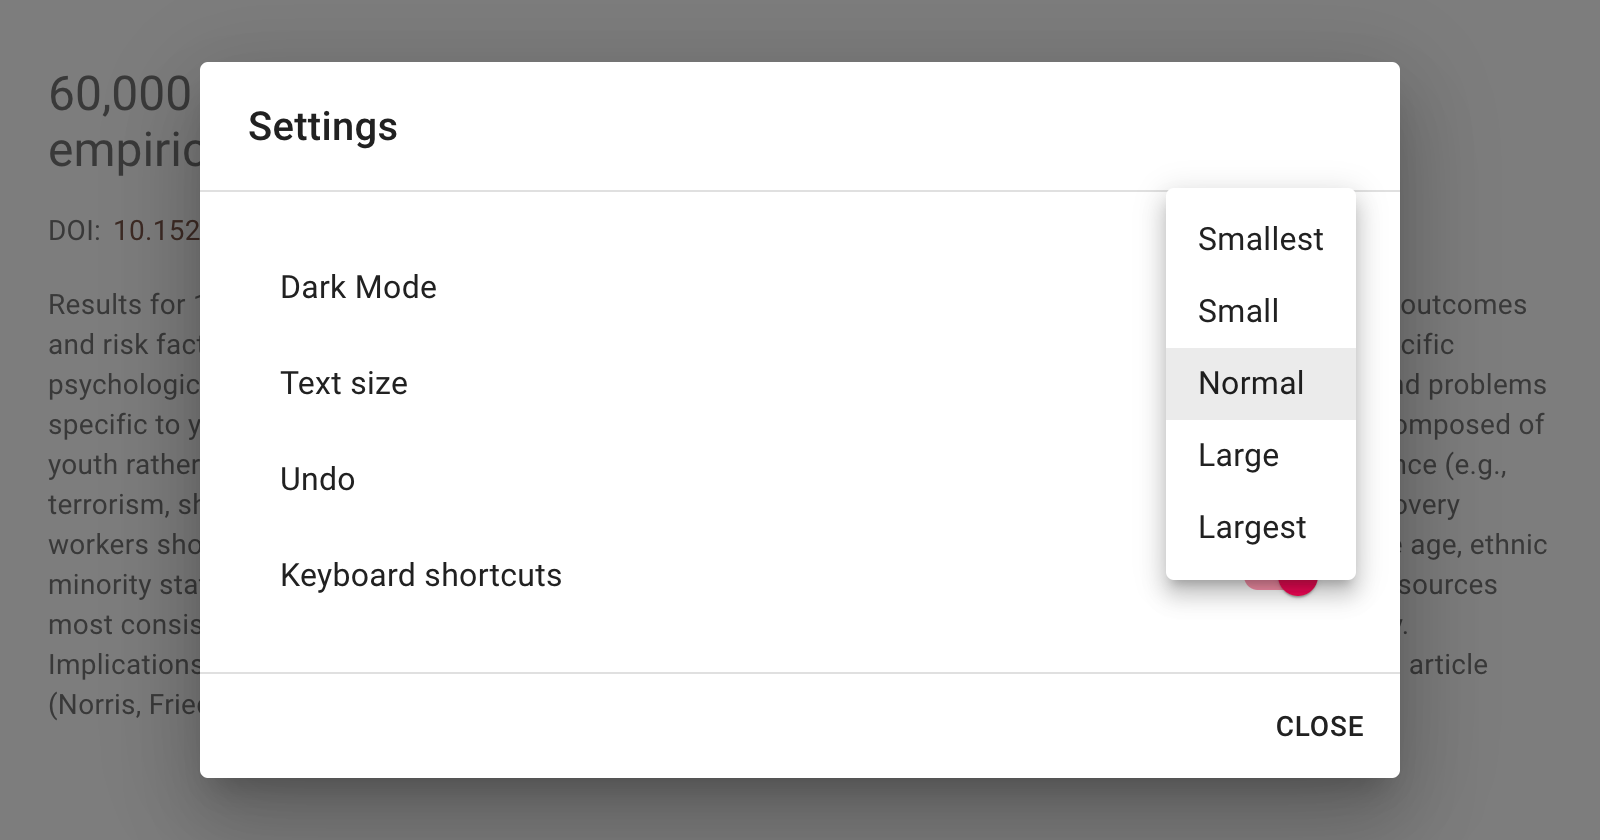 60,000
empiric
DOI: 10.152
Results for
and risk fact
psychologic
specific to y
youth rather
terrorism, sh
workers sho
minority sta
most consis
Implications
(Norris, Frie
Settings
Dark Mode
Text size
Undo
Keyboard shortcuts
Smallest
Small
Normal
Large
Largest
CLOSE
outcomes
cific
d problems
omposed of
nce (e.g.,
overy
age, ethnic
sources
article